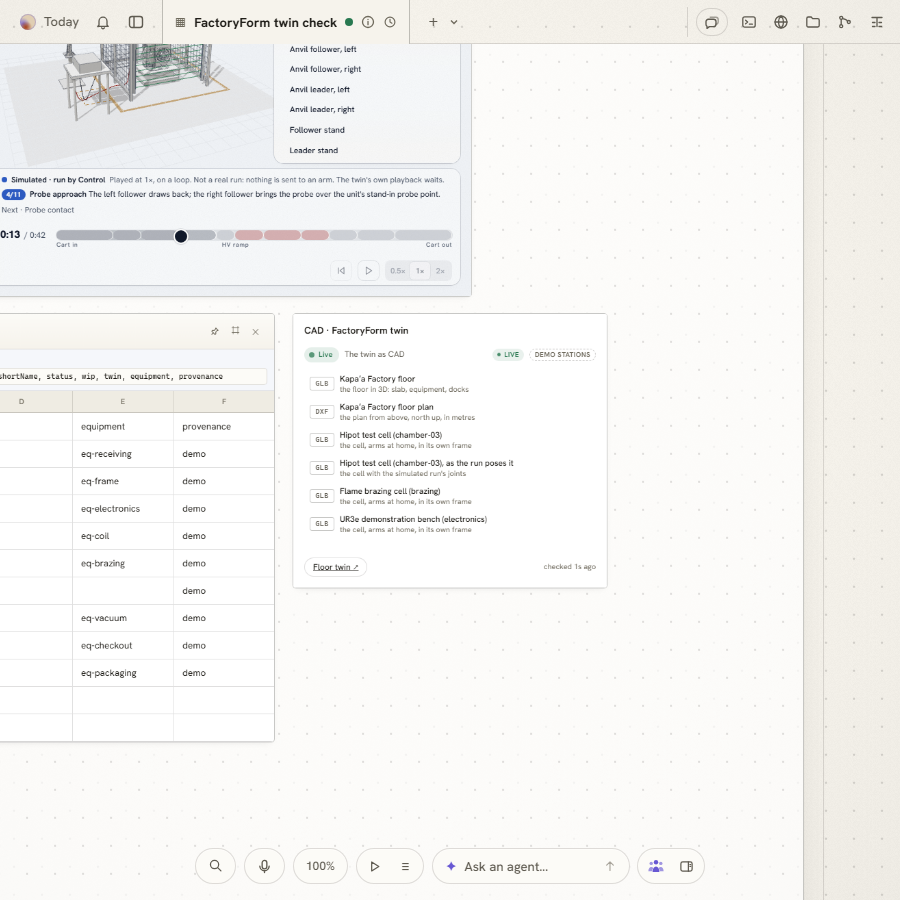 Today
FactoryForm twin check
Anvil follower, left
Anvil follower, right
Anvil leader, left
Anvil leader, right
Follower stand
Leader stand
Simulated · run by Control Played at 1×, on a loop. Not a real run: nothing is sent to an arm. The twin's own playback waits.
4/11 Probe approach The left follower draws back; the right follower brings the probe over the unit's stand-in probe point.
Next · Probe contact
0:13 / 0:42
Cart in HV ramp Cart out
0.5× 1× 2×
shortName, status, wip, twin, equipment, provenance
D E F
equipment provenance
eq-receiving demo
eq-frame demo
eq-electronics demo
eq-coil demo
eq-brazing demo
demo
eq-vacuum demo
eq-checkout demo
eq-packaging demo
CAD · FactoryForm twin
Live The twin as CAD LIVE DEMO STATIONS
GLB Kapaʻa Factory floor
the floor in 3D: slab, equipment, docks
DXF Kapaʻa Factory floor plan
the plan from above, north up, in metres
GLB Hipot test cell (chamber-03)
the cell, arms at home, in its own frame
GLB Hipot test cell (chamber-03), as the run poses it
the cell with the simulated run's joints
GLB Flame brazing cell (brazing)
the cell, arms at home, in its own frame
GLB UR3e demonstration bench (electronics)
the cell, arms at home, in its own frame
Floor twin ↗ checked 1s ago
100% Ask an agent...